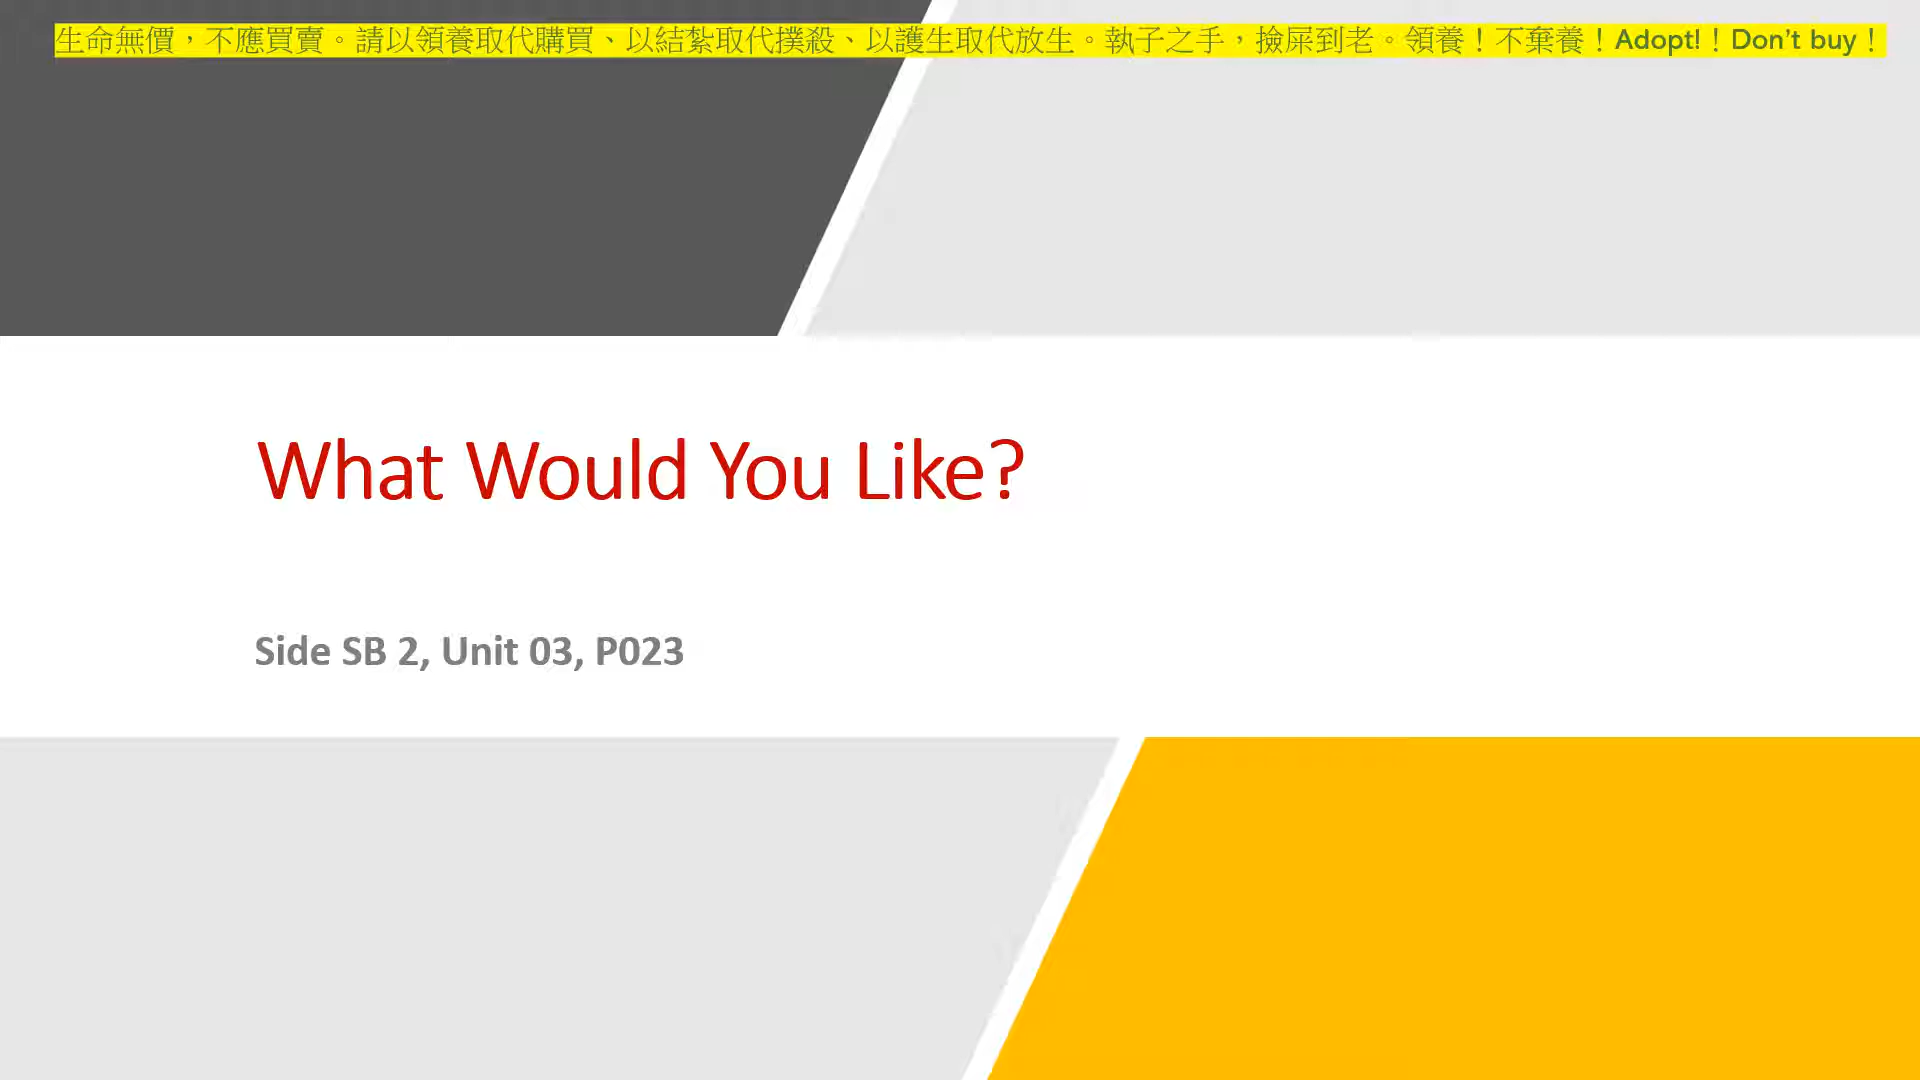 生命無價，不應買賣。請以領養取代購買、以結紮取代撲殺、以護生取代放生。執子之手，撿屎到老。領養！不棄養！Adopt!！Don't buy！
What Would You Like?
Side SB 2, Unit 03, P023